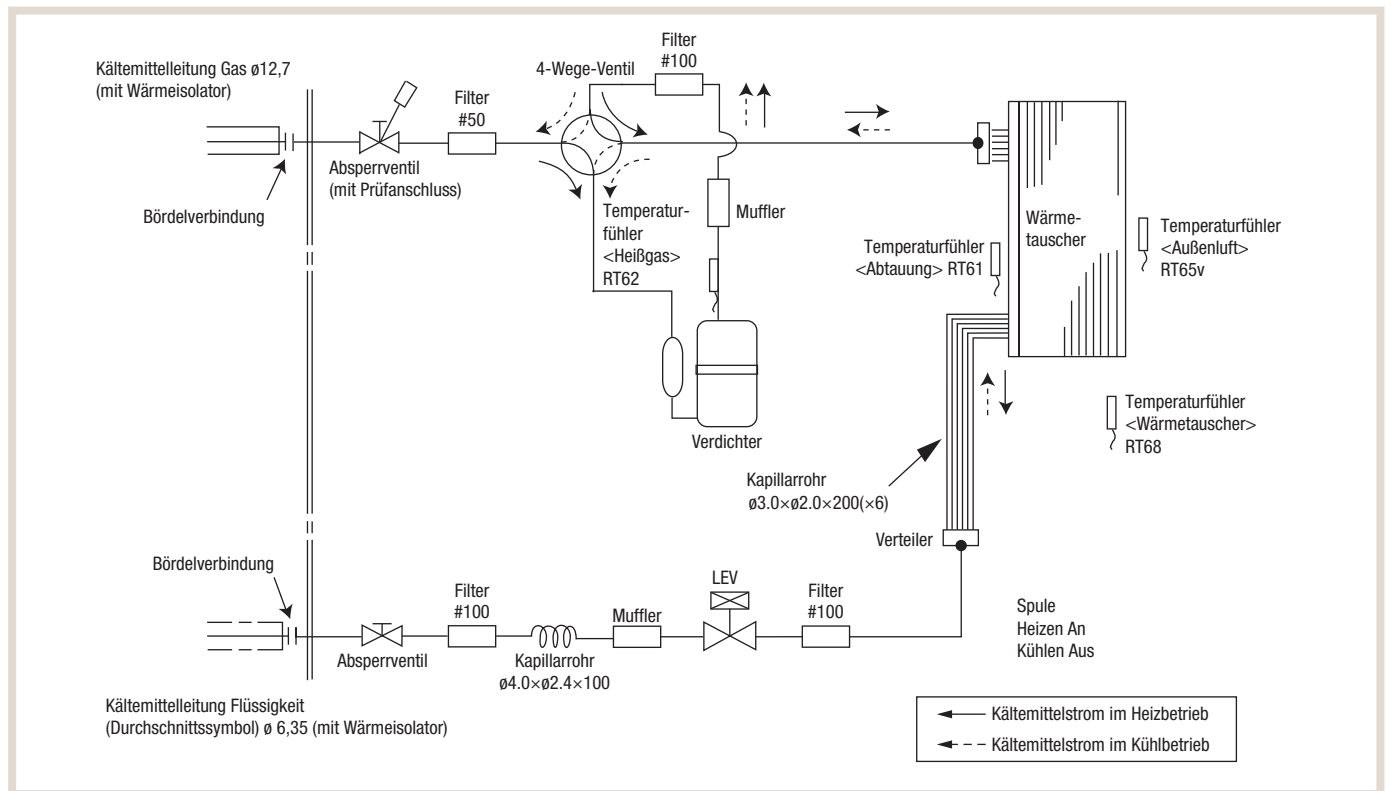 Kältemittelleitung Gas ø12,7
(mit Wärmeisolator)
Filter
#50
4-Wege-Ventil
Filter
#100
Absperrventil
(mit Prüfanschluss)
Bördelverbindung
Temperatur-
fühler
<Heißgas>
RT62
Muffler
Verdichter
Wärme-
tauscher
Temperaturfühler
<Abtauung> RT61
Temperaturfühler
<Außenluft>
RT65v
Temperaturfühler
<Wärmetauscher>
RT68
Kapillarrohr
ø3.0×ø2.0×200(×6)
Verteiler
Bördelverbindung
Absperrventil
Filter
#100
Kapillarrohr
ø4.0×ø2.4×100
Muffler
LEV
Filter
#100
Spule
Heizen An
Kühlen Aus
Kältemittelleitung Flüssigkeit
(Durchschnittssymbol) ø 6,35 (mit Wärmeisolator)
Kältemittelstrom im Heizbetrieb
Kältemittelstrom im Kühlbetrieb